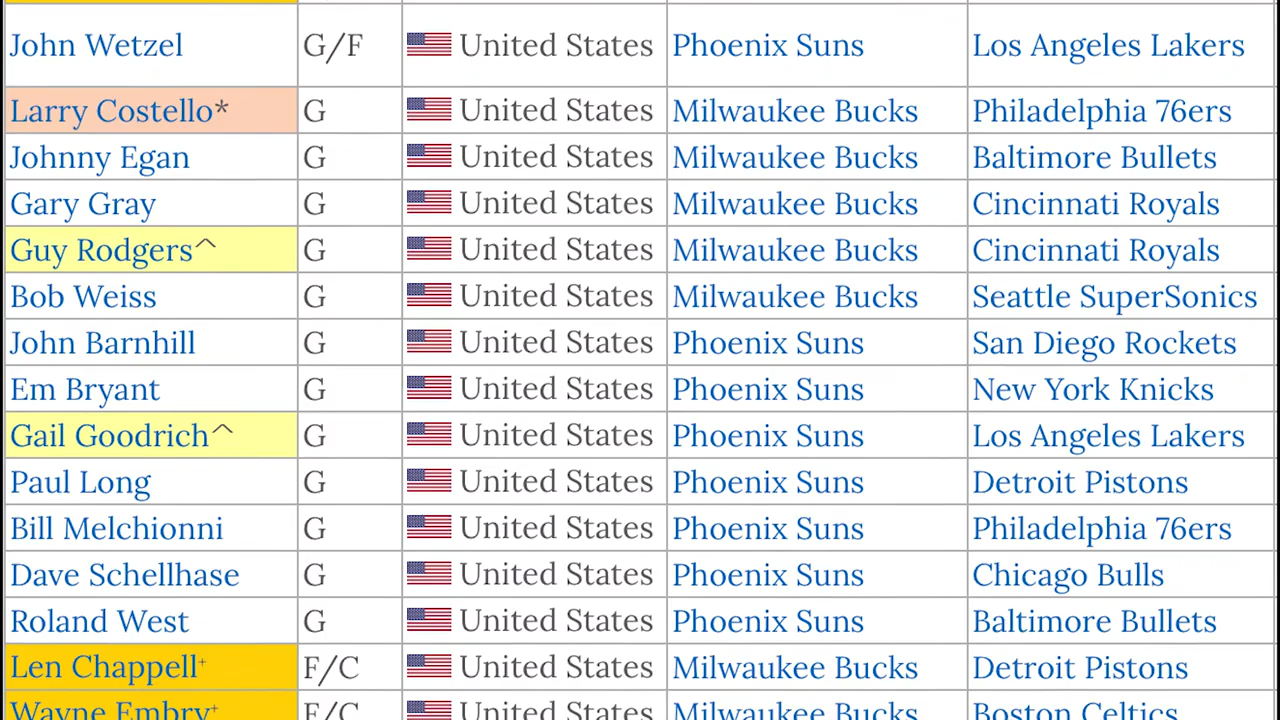 John Wetzel G/F United States Phoenix Suns Los Angeles Lakers
Larry Costello* G United States Milwaukee Bucks Philadelphia 76ers
Johnny Egan G United States Milwaukee Bucks Baltimore Bullets
Gary Gray G United States Milwaukee Bucks Cincinnati Royals
Guy Rodgers^ G United States Milwaukee Bucks Cincinnati Royals
Bob Weiss G United States Milwaukee Bucks Seattle SuperSonics
John Barnhill G United States Phoenix Suns San Diego Rockets
Em Bryant G United States Phoenix Suns New York Knicks
Gail Goodrich^ G United States Phoenix Suns Los Angeles Lakers
Paul Long G United States Phoenix Suns Detroit Pistons
Bill Melchionni G United States Phoenix Suns Philadelphia 76ers
Dave Schellhase G United States Phoenix Suns Chicago Bulls
Roland West G United States Phoenix Suns Baltimore Bullets
Len Chappell+ F/C United States Milwaukee Bucks Detroit Pistons
Wayne Embry+ F/C United States Milwaukee Bucks Boston Celtics